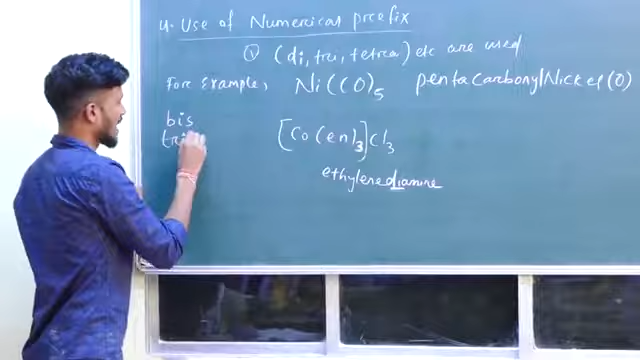 4. Use of Numerical prefix
① (di, tri, tetra) etc are used
For Example, Ni(CO)5 pentaCarbonylNickel(0)
bis
tri
[Co(en)3]Cl3
ethylenediamine